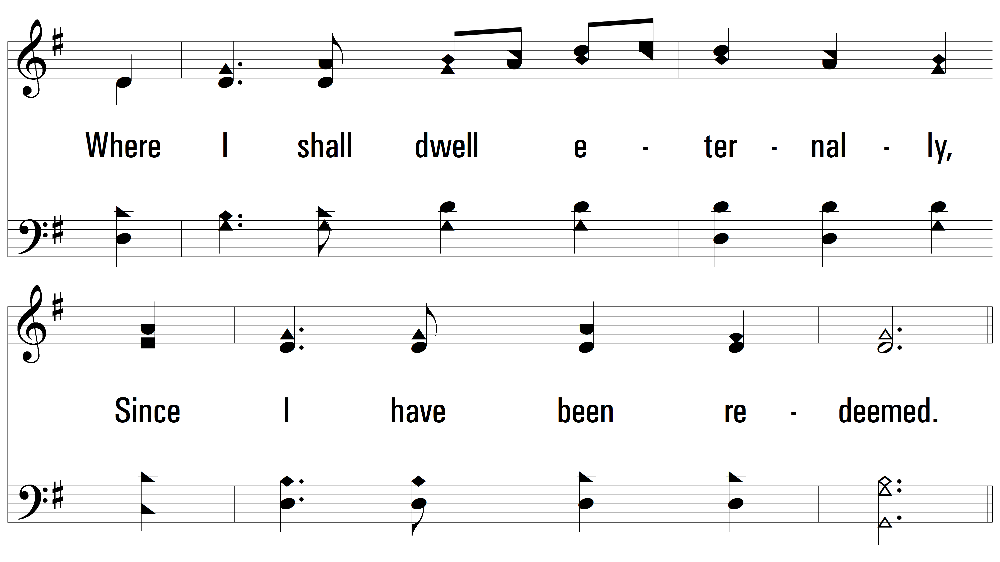 Where I shall dwell e - ter - nal - ly,
Since I have been re - deemed.